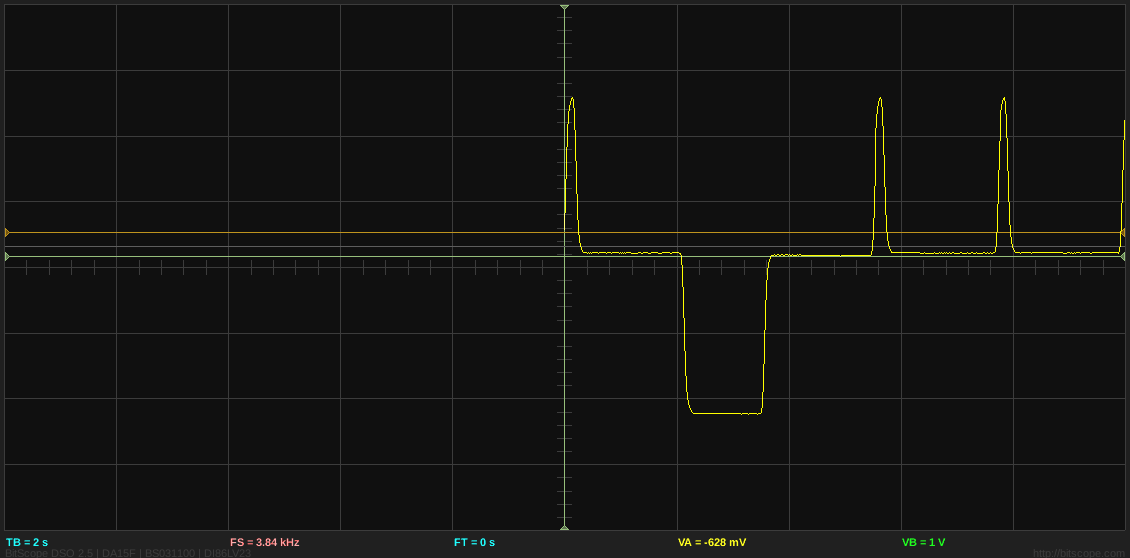 TB = 2 s FS = 3.84 kHz FT = 0 s VA = -628 mV VB = 1 V
BitScope DSO 2.5 | DA15F | BS031100 | DI86LV23 http://bitscope.com